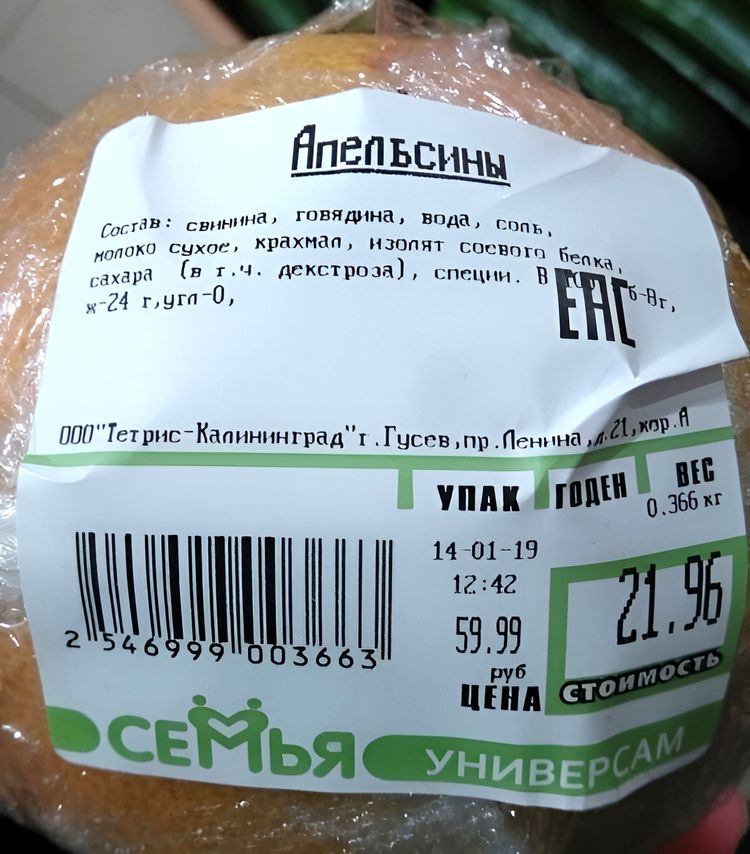 Апельсины
Состав: свинина, говядина, вода, соль,
молоко сухое, крахмал, изолят соевого белка,
сахара (в т.ч. декстроза), специи. В б-8г,
ж-24 г,угл-0,
ЕАС
ООО"Тетрис-Калининград"г.Гусев,пр.Ленина,д.21,кор.А
УПАК ГОДЕН ВЕС
0.366 кг
14-01-19
12:42
59.99 21.96
руб
ЦЕНА СТОИМОСТЬ
2 546999 003663
СЕМЬЯ УНИВЕРСАМ